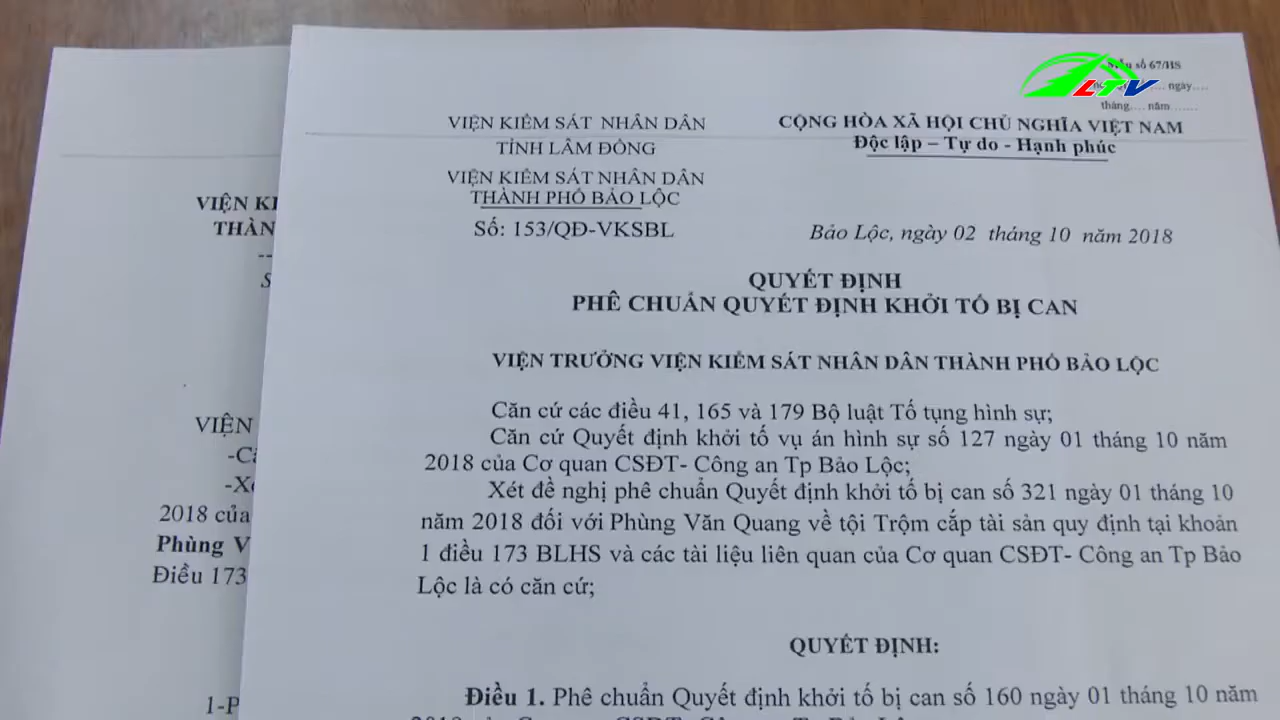 LTV
Mẫu số 67/HS
ngày....
tháng.... năm.......
VIỆN KIỂM SÁT NHÂN DÂN
TỈNH LÂM ĐỒNG
VIỆN KIỂM SÁT NHÂN DÂN
THÀNH PHỐ BẢO LỘC
Số: 153/QĐ-VKSBL
CỘNG HÒA XÃ HỘI CHỦ NGHĨA VIỆT NAM
Độc lập – Tự do - Hạnh phúc
Bảo Lộc, ngày 02 tháng 10 năm 2018
QUYẾT ĐỊNH
PHÊ CHUẨN QUYẾT ĐỊNH KHỞI TỐ BỊ CAN
VIỆN TRƯỞNG VIỆN KIỂM SÁT NHÂN DÂN THÀNH PHỐ BẢO LỘC
Căn cứ các điều 41, 165 và 179 Bộ luật Tố tụng hình sự;
Căn cứ Quyết định khởi tố vụ án hình sự số 127 ngày 01 tháng 10 năm
2018 của Cơ quan CSĐT- Công an Tp Bảo Lộc;
Xét đề nghị phê chuẩn Quyết định khởi tố bị can số 321 ngày 01 tháng 10
năm 2018 đối với Phùng Văn Quang về tội Trộm cắp tài sản quy định tại khoản
1 điều 173 BLHS và các tài liệu liên quan của Cơ quan CSĐT- Công an Tp Bảo
Lộc là có căn cứ;
QUYẾT ĐỊNH:
Điều 1. Phê chuẩn Quyết định khởi tố bị can số 160 ngày 01 tháng 10 năm
VIỆN
2018 của
Phùng V
Điều 173
1-P